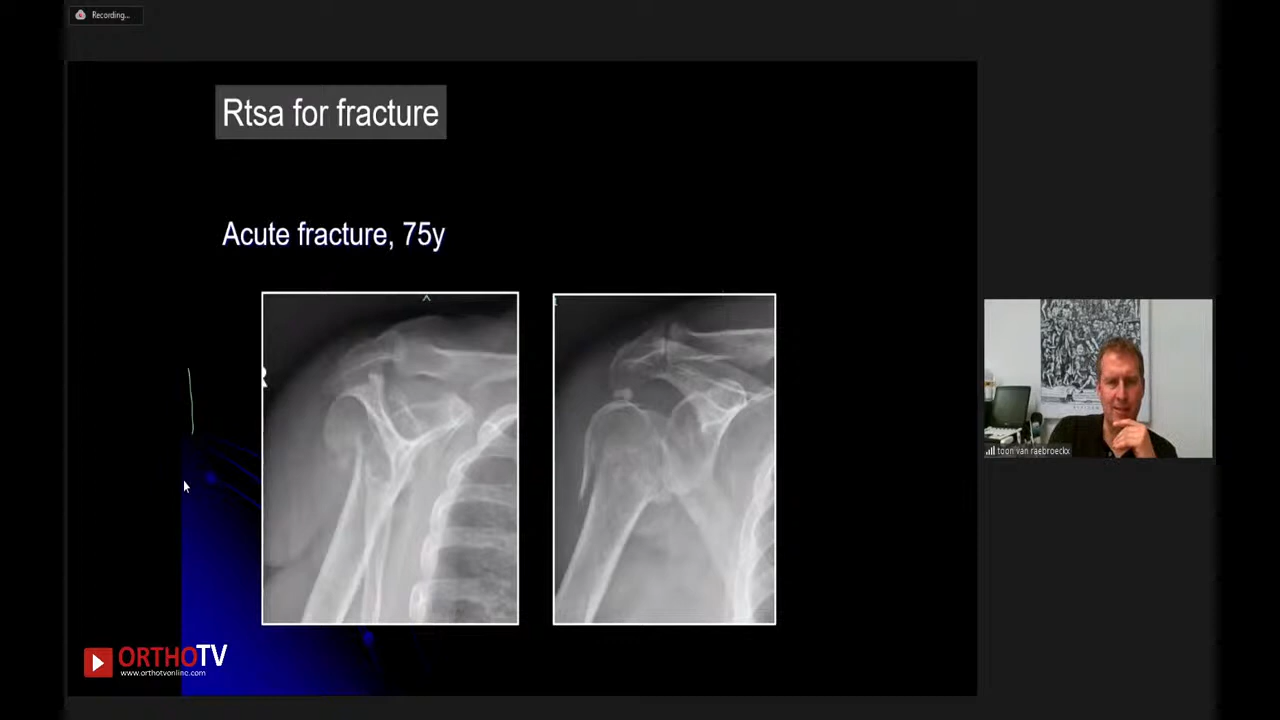 Recording...
Rtsa for fracture
Acute fracture, 75y
R
toon van raebroeckx
ORTHOTV
www.orthotvonline.com